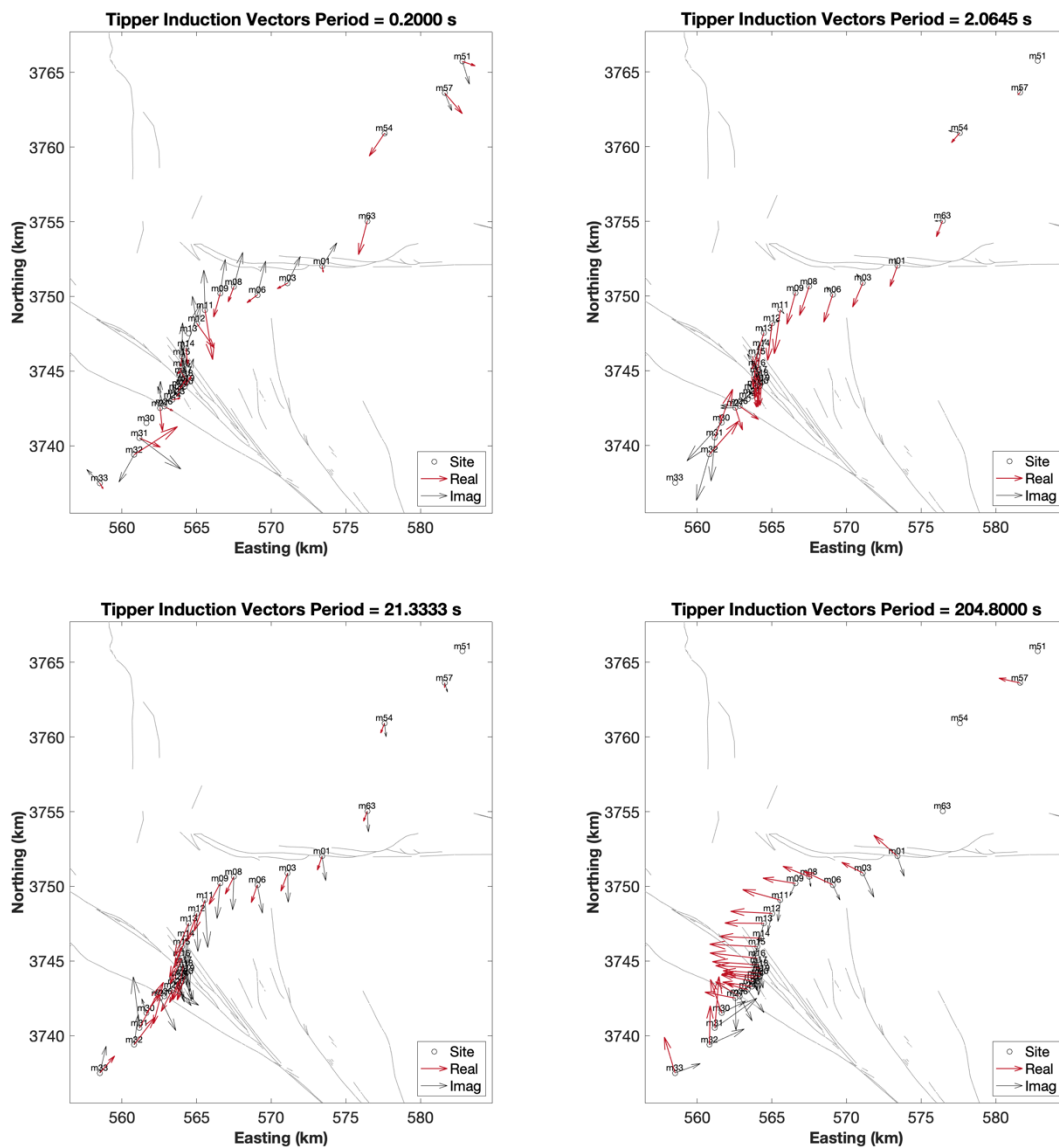 Tipper Induction Vectors Period = 0.2000 s
3765
3760
3755
3750
3745
3740
Northing (km)
m51
m57
m54
m63
m01
m03
m06
m08
m09
m11
m12
m13
m14
m15
m30
m31
m32
m33
Site
Real
Imag
560
565
570
575
580
Easting (km)
Tipper Induction Vectors Period = 2.0645 s
3765
3760
3755
3750
3745
3740
Northing (km)
m51
m57
m54
m63
m01
m03
m06
m08
m09
m11
m12
m13
m14
m15
m30
m31
m32
m33
Site
Real
Imag
560
565
570
575
580
Easting (km)
Tipper Induction Vectors Period = 21.3333 s
3765
3760
3755
3750
3745
3740
Northing (km)
m51
m57
m54
m63
m01
m03
m06
m08
m09
m11
m12
m13
m14
m15
m30
m31
m32
m33
Site
Real
Imag
560
565
570
575
580
Easting (km)
Tipper Induction Vectors Period = 204.8000 s
3765
3760
3755
3750
3745
3740
Northing (km)
m51
m57
m54
m63
m01
m03
m06
m08
m09
m11
m12
m13
m14
m15
m30
m31
m32
m33
Site
Real
Imag
560
565
570
575
580
Easting (km)